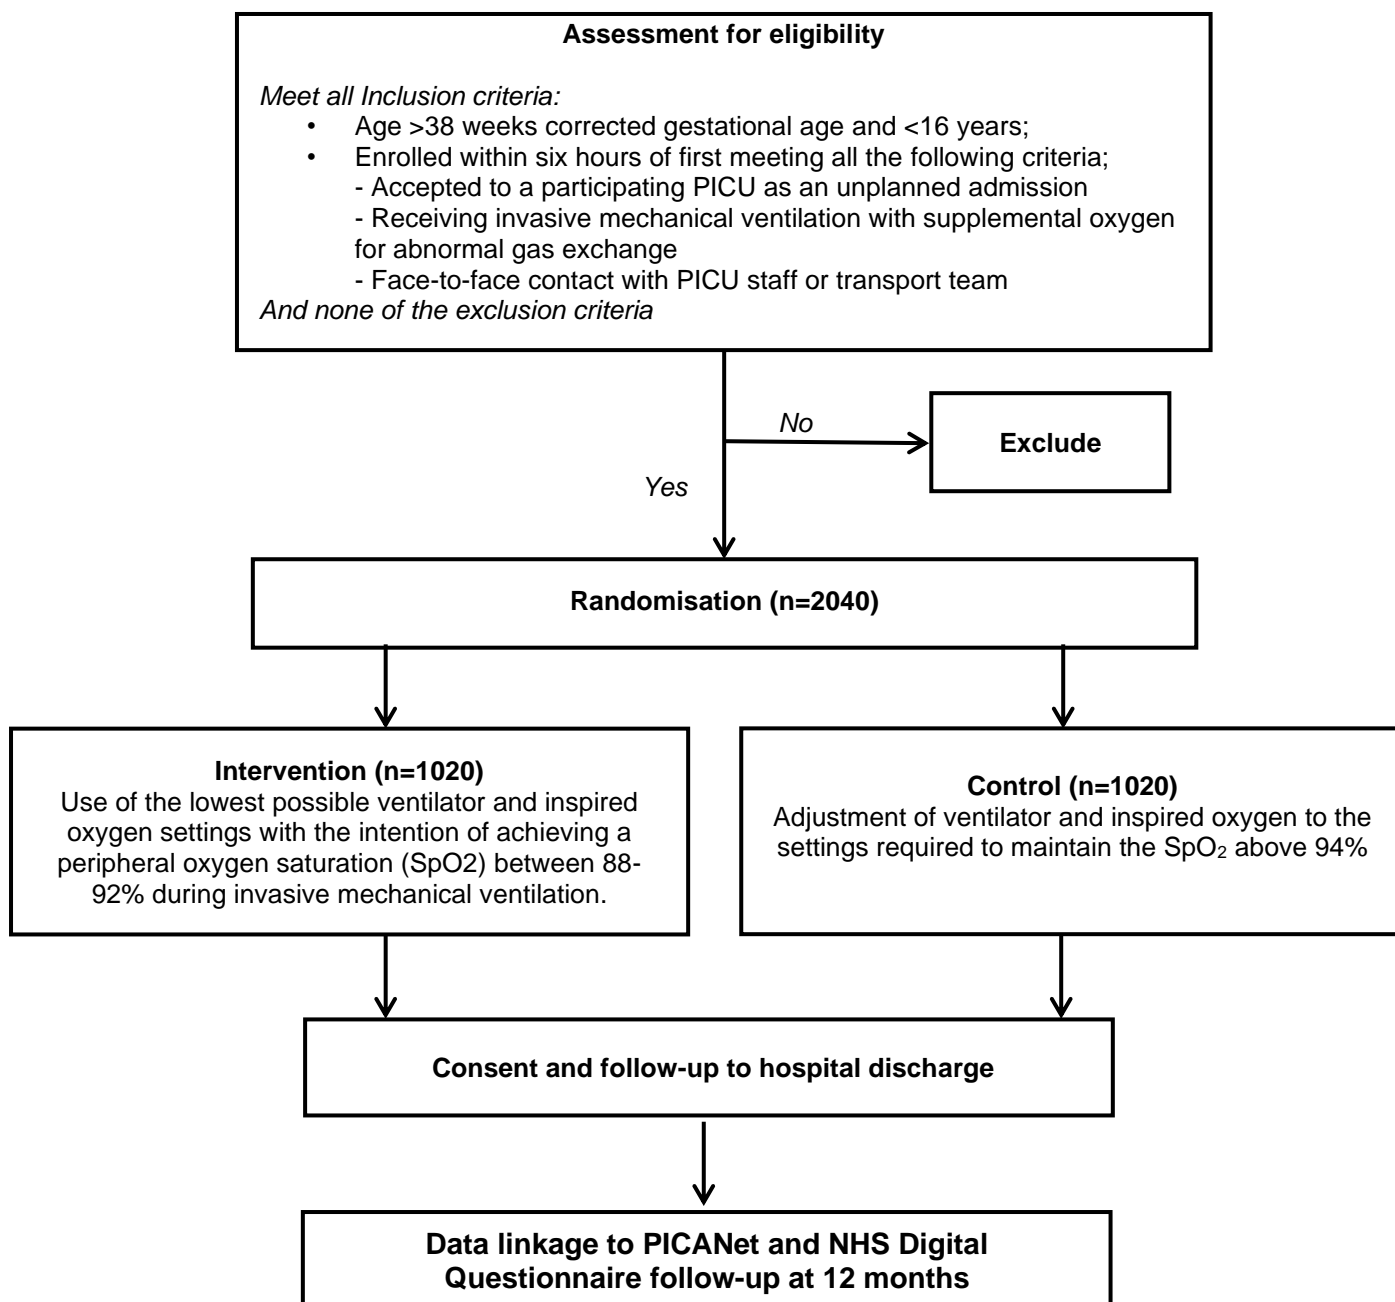 Assessment for eligibility
Meet all Inclusion criteria:
• Age >38 weeks corrected gestational age and <16 years;
• Enrolled within six hours of first meeting all the following criteria;
- Accepted to a participating PICU as an unplanned admission
- Receiving invasive mechanical ventilation with supplemental oxygen
for abnormal gas exchange
- Face-to-face contact with PICU staff or transport team
And none of the exclusion criteria
No
Exclude
Yes
Randomisation (n=2040)
Intervention (n=1020)
Use of the lowest possible ventilator and inspired
oxygen settings with the intention of achieving a
peripheral oxygen saturation (SpO2) between 88-
92% during invasive mechanical ventilation.
Control (n=1020)
Adjustment of ventilator and inspired oxygen to the
settings required to maintain the SpO₂ above 94%
Consent and follow-up to hospital discharge
Data linkage to PICANet and NHS Digital
Questionnaire follow-up at 12 months